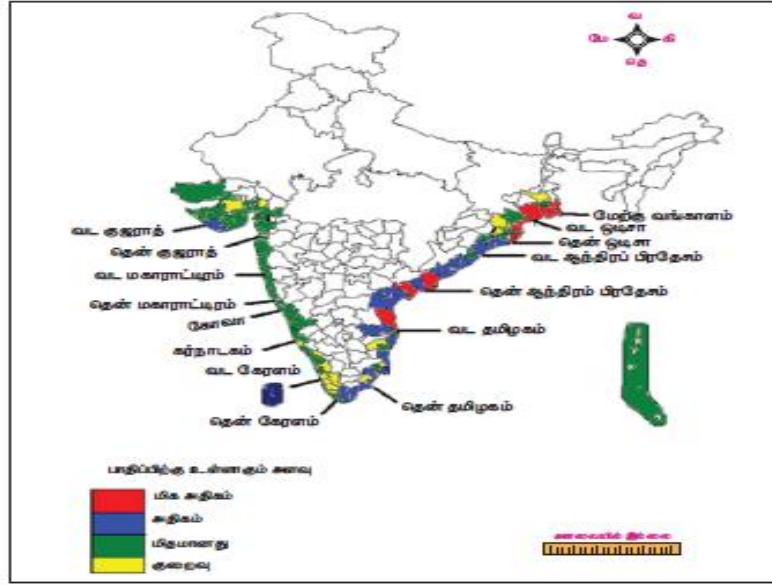 வ
மே கி
தெ
வட குஜராத்
தென் குஜராத்
வட மகாராட்டிரம்
தென் மகாராட்டிரம்
கோவா
கர்நாடகம்
வட கேரளம்
தென் கேரளம்
மேற்கு வங்காளம்
வட ஒடிசா
தென் ஒடிசா
வட ஆந்திரப் பிரதேசம்
தென் ஆந்திரம் பிரதேசம்
வட தமிழகம்
தென் தமிழகம்
பாதிப்பிற்கு உள்ளாகும் அளவு
மிக அதிகம்
அதிகம்
மிதமானது
குறைவு
அளவையில் இல்லை